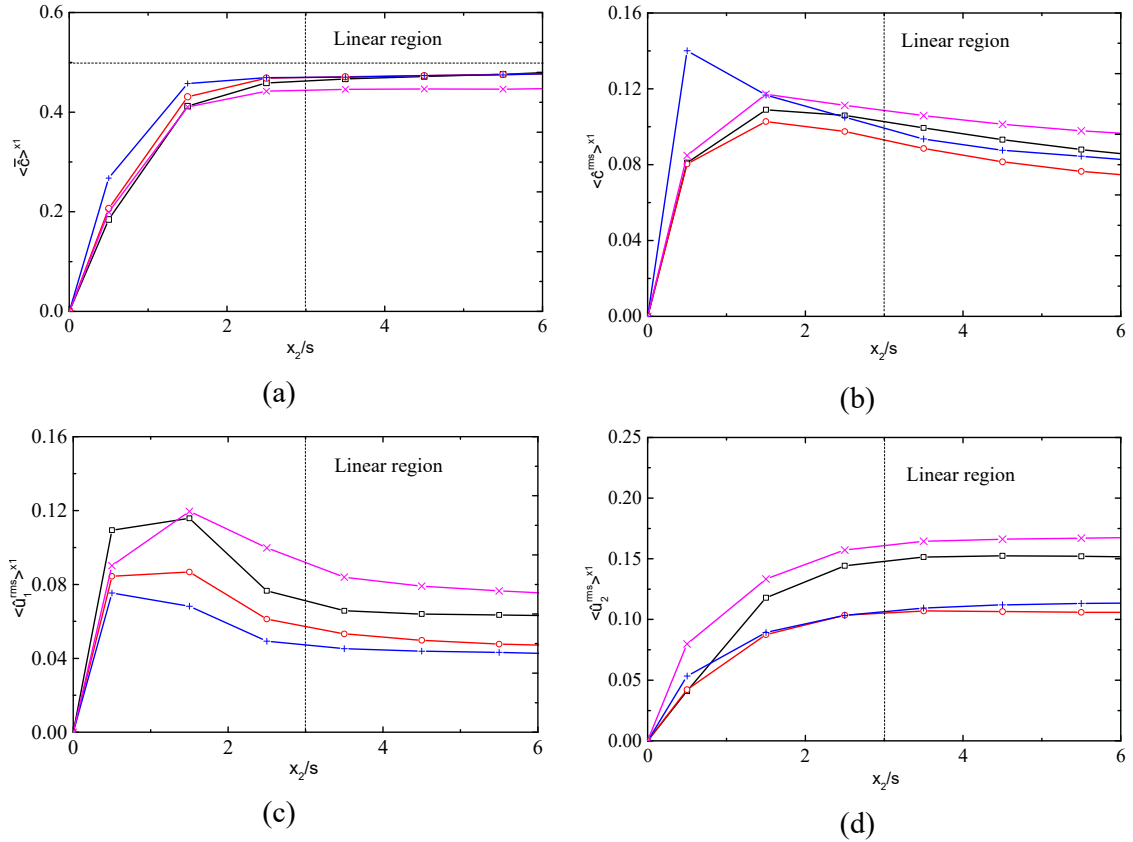 0.6
0.4
0.2
0.0
0 2 4 6
Linear region
<c̄>x1
x2/s
(a)
0.16
0.12
0.08
0.04
0.00
0 2 4 6
Linear region
<ĉrms>x1
x2/s
(b)
0.16
0.12
0.08
0.04
0.00
0 2 4 6
Linear region
<û1rms>x1
x2/s
(c)
0.25
0.20
0.15
0.10
0.05
0.00
0 2 4 6
Linear region
<û2rms>x1
x2/s
(d)